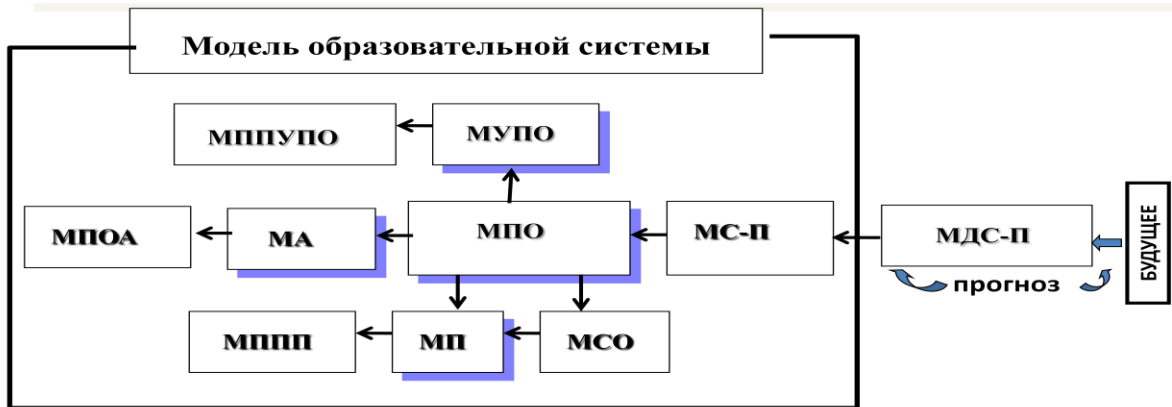 Модель образовательной системы
МППУПО
МУПО
МПОА
МА
МПО
МС-П
МДС-П
БУДУЩЕЕ
прогноз
МППП
МП
МСО